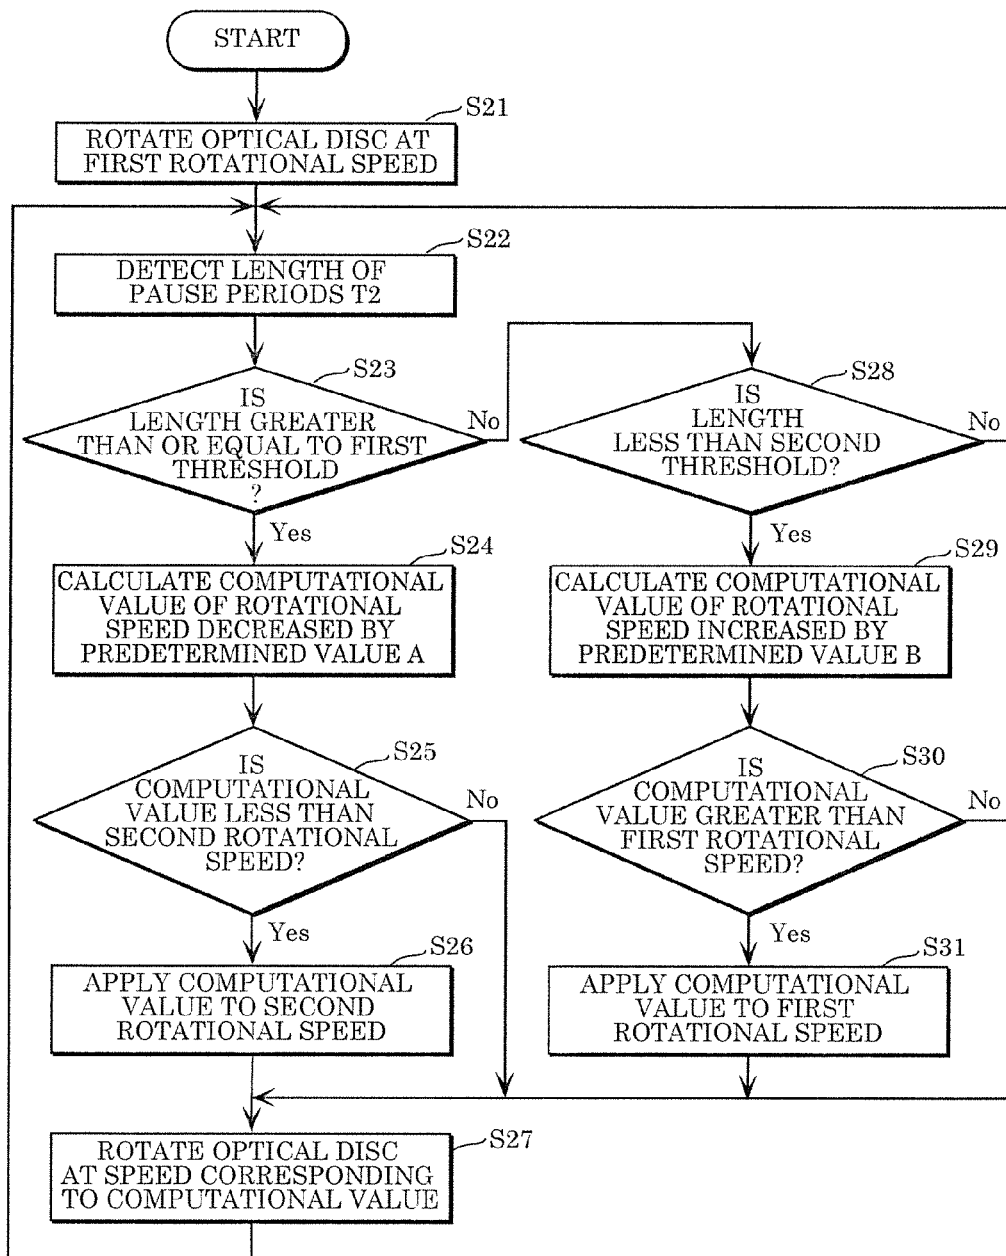 START
S21
ROTATE OPTICAL DISC AT
FIRST ROTATIONAL SPEED
S22
DETECT LENGTH OF
PAUSE PERIODS T2
S23
IS
LENGTH GREATER
THAN OR EQUAL TO FIRST
THRESHOLD
?
No
Yes
S28
IS
LENGTH
LESS THAN SECOND
THRESHOLD?
No
Yes
S24
CALCULATE COMPUTATIONAL
VALUE OF ROTATIONAL
SPEED DECREASED BY
PREDETERMINED VALUE A
S29
CALCULATE COMPUTATIONAL
VALUE OF ROTATIONAL
SPEED INCREASED BY
PREDETERMINED VALUE B
S25
IS
COMPUTATIONAL
VALUE LESS THAN
SECOND ROTATIONAL
SPEED?
No
Yes
S30
IS
COMPUTATIONAL
VALUE GREATER THAN
FIRST ROTATIONAL
SPEED?
No
Yes
S26
APPLY COMPUTATIONAL
VALUE TO SECOND
ROTATIONAL SPEED
S31
APPLY COMPUTATIONAL
VALUE TO FIRST
ROTATIONAL SPEED
S27
ROTATE OPTICAL DISC
AT SPEED CORRESPONDING
TO COMPUTATIONAL VALUE